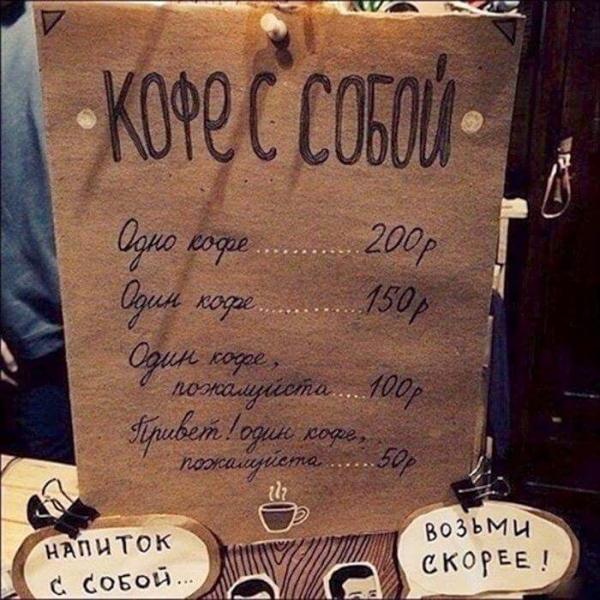 КОФЕ С СОБОЙ
Одно кофе ........... 200р
Один кофе ........... 150р
Один кофе,
пожалуйста ... 100р
Привет! один кофе,
пожалуйста ..... 50р
НАПИТОК
С СОБОЙ...
ВОЗЬМИ
СКОРЕЕ!